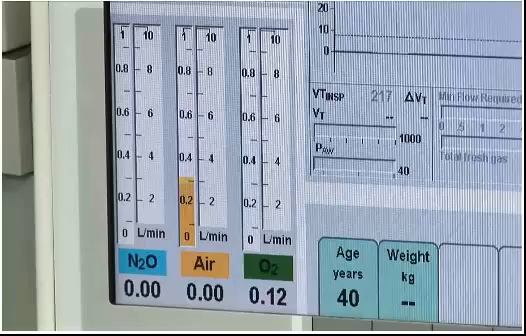 1 10 1 10 1 10
0.8 8 0.8 8 0.8 8
0.6 6 0.6 6 0.6 6
0.4 4 0.4 4 0.4 4
0.2 2 0.2 2 0.2 2
0 L/min 0 L/min 0 L/min
N2O Air O2
0.00 0.00 0.12
20
10
0
VTINSP 217 ΔVT
VT -- --
1000
PAW
40
Min Flow Required
0 .5 1 2
Total fresh gas
Age Weight
years kg
40 --